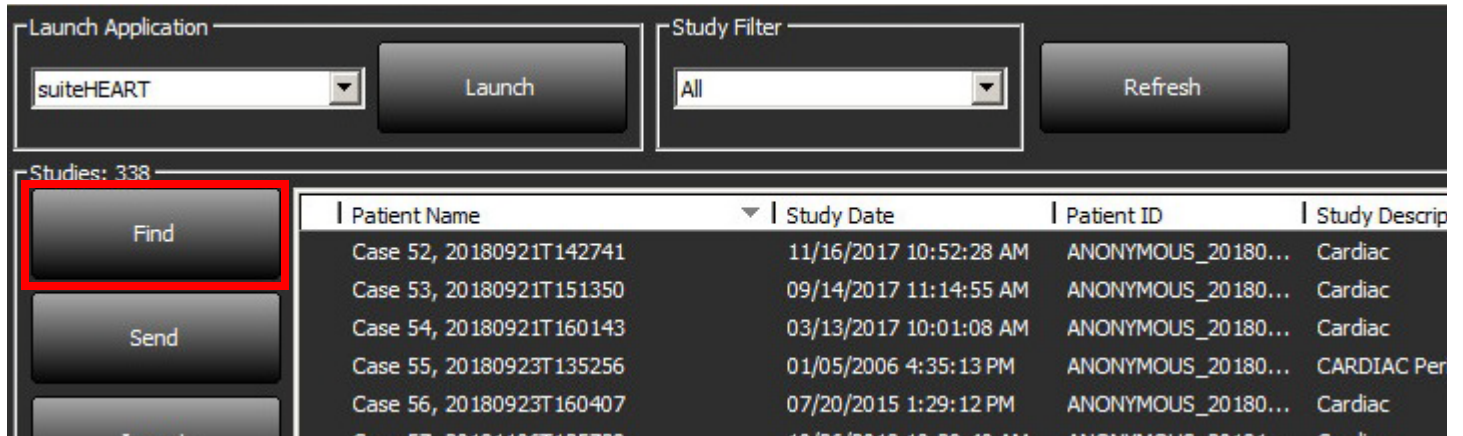 Launch Application
suiteHEART
Launch
Study Filter
All
Refresh
Studies: 338
Find
Send
Patient Name Study Date Patient ID Study Descrip
Case 52, 20180921T142741 11/16/2017 10:52:28 AM ANONYMOUS_20180... Cardiac
Case 53, 20180921T151350 09/14/2017 11:14:55 AM ANONYMOUS_20180... Cardiac
Case 54, 20180921T160143 03/13/2017 10:01:08 AM ANONYMOUS_20180... Cardiac
Case 55, 20180923T135256 01/05/2006 4:35:13 PM ANONYMOUS_20180... CARDIAC Per
Case 56, 20180923T160407 07/20/2015 1:29:12 PM ANONYMOUS_20180... Cardiac